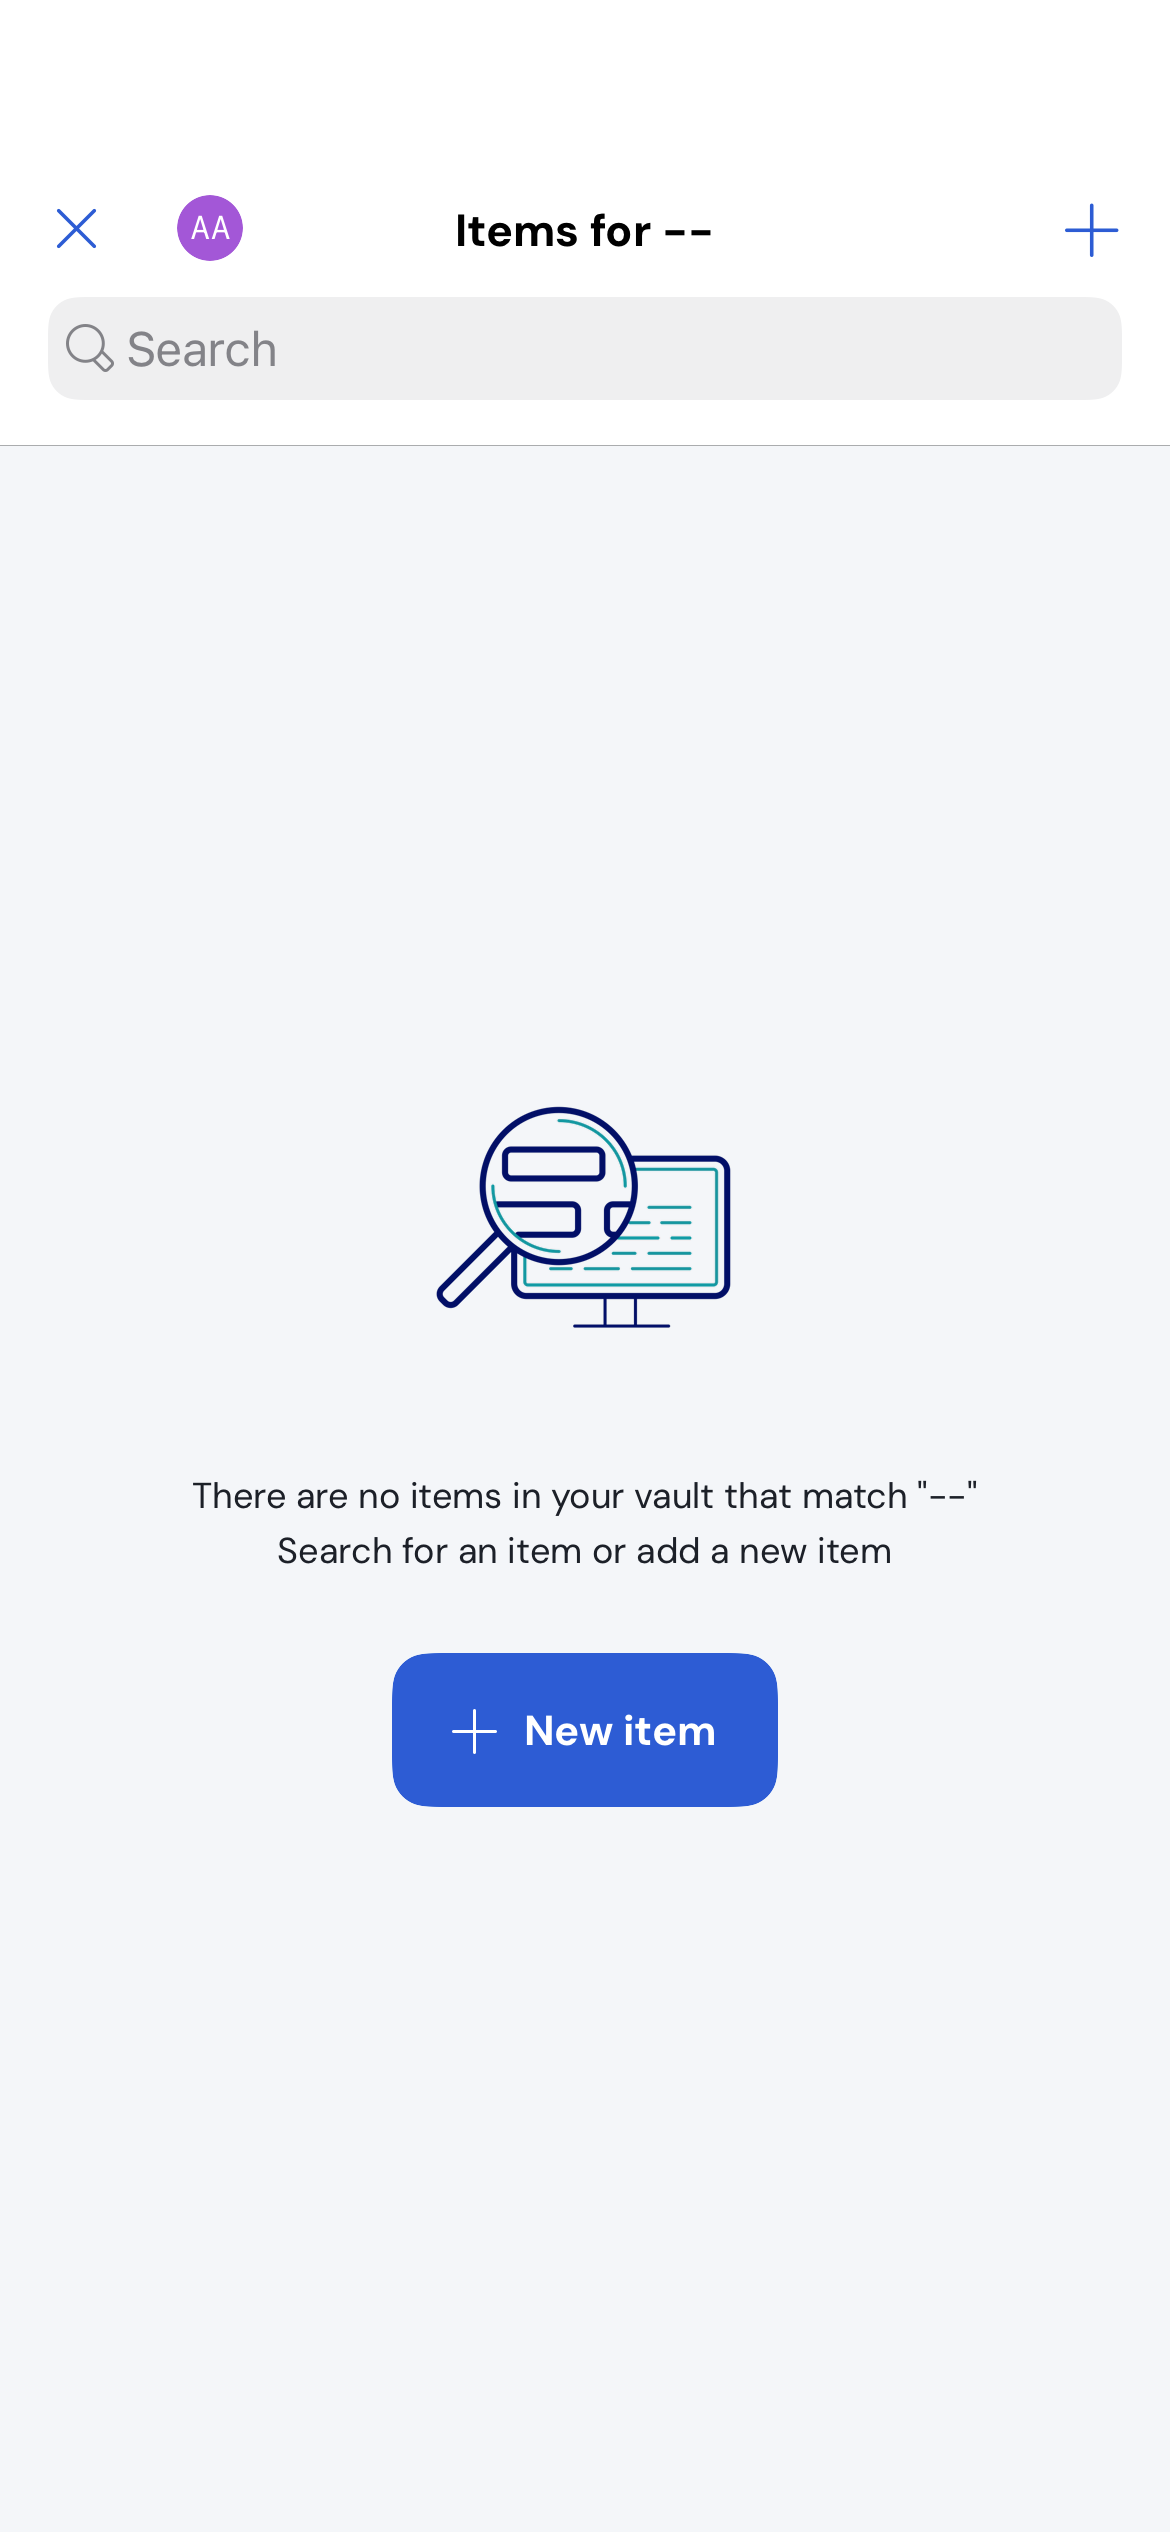 AA
Items for --
Search
There are no items in your vault that match "--"
Search for an item or add a new item
New item